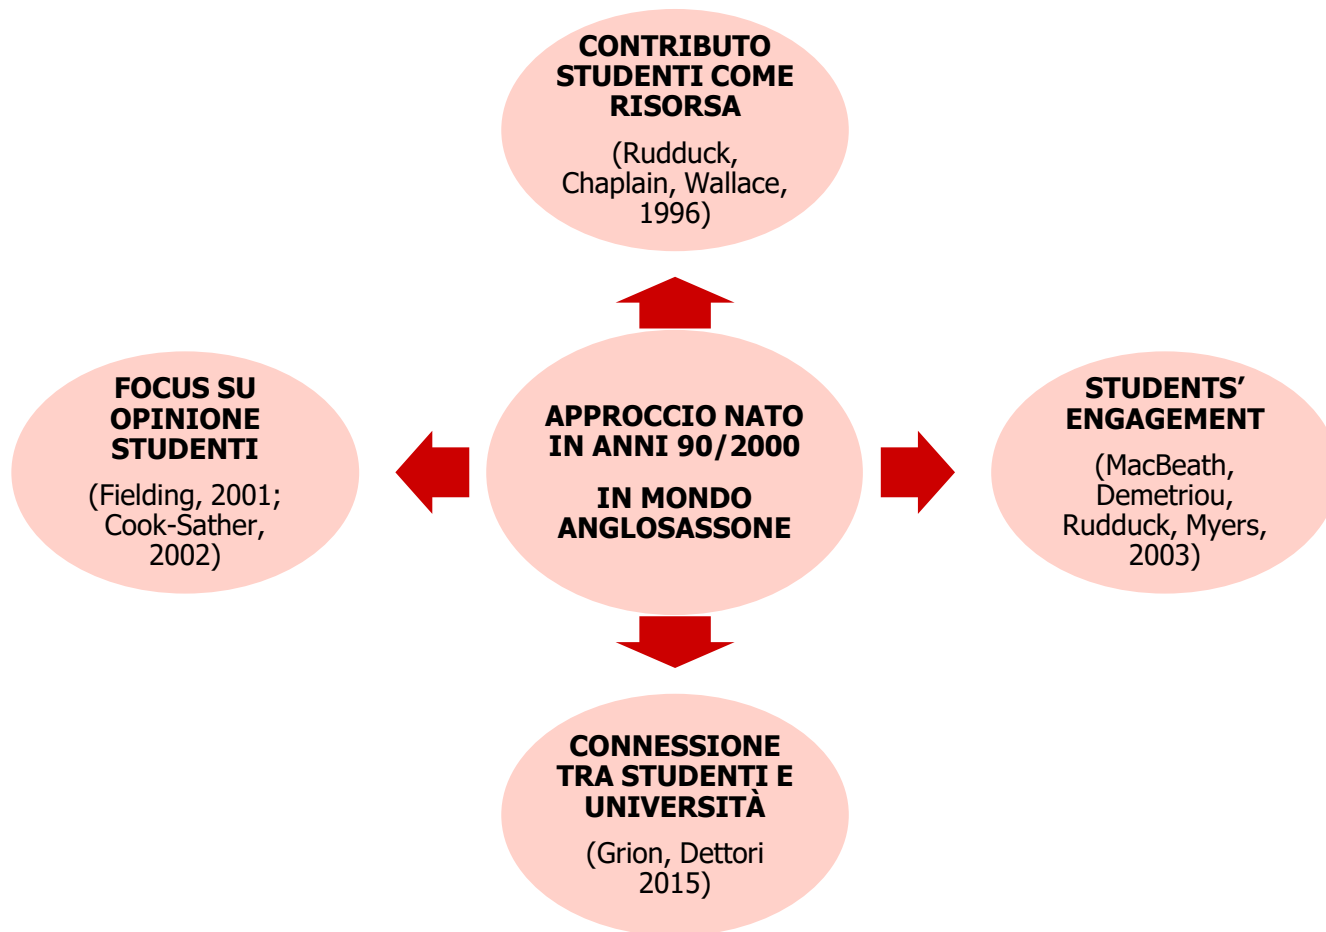 CONTRIBUTO
STUDENTI COME
RISORSA
(Rudduck,
Chaplain, Wallace,
1996)
FOCUS SU
OPINIONE
STUDENTI
(Fielding, 2001;
Cook-Sather,
2002)
APPROCCIO NATO
IN ANNI 90/2000
IN MONDO
ANGLOSASSONE
STUDENTS’
ENGAGEMENT
(MacBeath,
Demetriou,
Rudduck, Myers,
2003)
CONNESSIONE
TRA STUDENTI E
UNIVERSITÀ
(Grion, Dettori
2015)